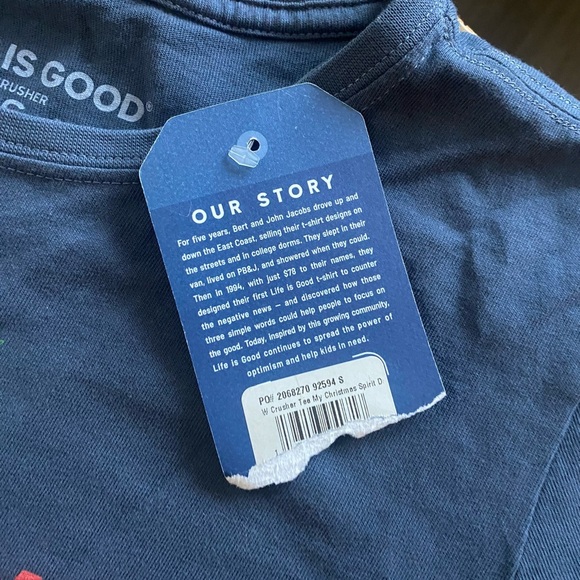 IS GOOD®
CRUSHER
OUR STORY
For five years, Bert and John Jacobs drove up and
down the East Coast, selling their t-shirt designs on
the streets and in college dorms. They slept in their
van, lived on PB&J, and showered when they could.
Then in 1994, with just $78 to their names, they
designed their first Life is Good t-shirt to counter
the negative news – and discovered how those
three simple words could help people to focus on
the good. Today, inspired by this growing community,
Life is Good continues to spread the power of
optimism and help kids in need.
PO# 2068270 92594 S
W Crusher Tee My Christmas Spirit D
1